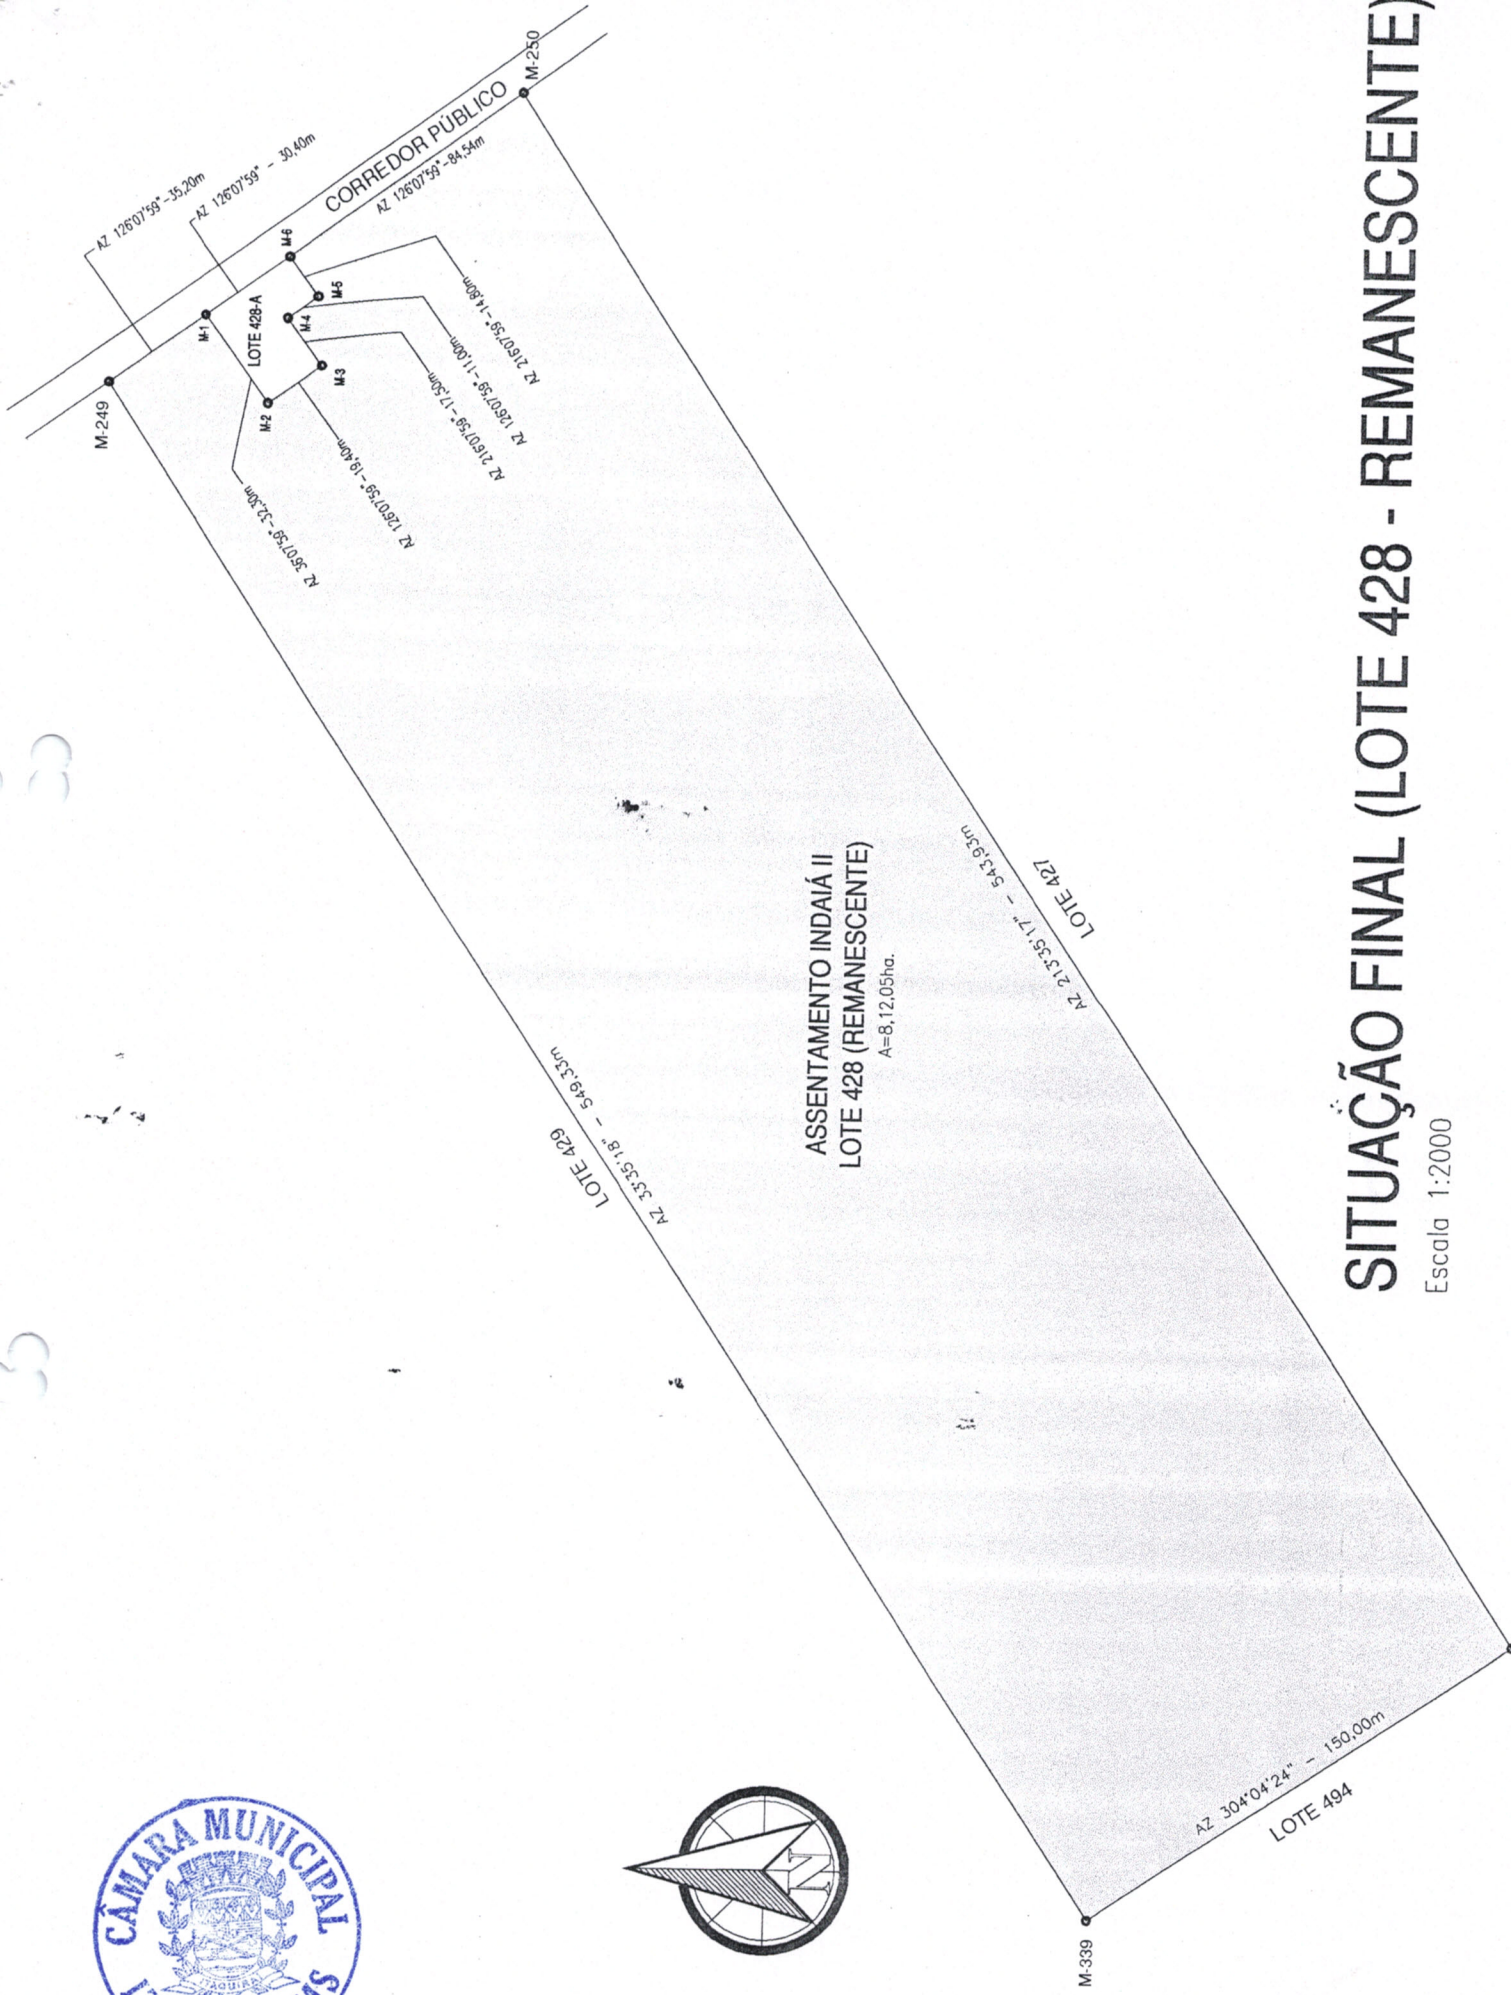 M-250
CORREDOR PÚBLICO
AZ 126°07'59" - 35,20m
AZ 126°07'59" - 30,40m
AZ 126°07'59" - 84,54m
M-249
M-1
M-6
LOTE 428-A
M-5
M-4
M-3
M-2
AZ 216°07'59" - 14,80m
AZ 126°07'59" - 11,00m
AZ 216°07'59" - 17,50m
AZ 126°07'59" - 19,40m
AZ 36°07'59" - 32,30m
LOTE 429
AZ 33°35'18" - 549,33m
ASSENTAMENTO INDAIÁ II
LOTE 428 (REMANESCENTE)
A=8,12,05ha.
AZ 213°35'17" - 543,93m
LOTE 427
AZ 304°04'24" - 150,00m
LOTE 494
M-339
N
CÂMARA MUNICIPAL
ITAQUIRAÍ
SITUAÇÃO FINAL (LOTE 428 - REMANESCENTE)
Escala 1:2000